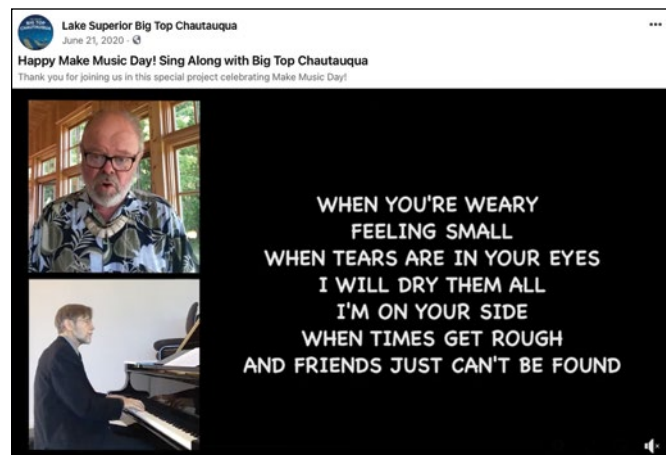 BIG TOP
CHAUTAUQUA
Lake Superior Big Top Chautauqua
June 21, 2020 ·
Happy Make Music Day! Sing Along with Big Top Chautauqua
Thank you for joining us in this special project celebrating Make Music Day!
WHEN YOU'RE WEARY
FEELING SMALL
WHEN TEARS ARE IN YOUR EYES
I WILL DRY THEM ALL
I'M ON YOUR SIDE
WHEN TIMES GET ROUGH
AND FRIENDS JUST CAN'T BE FOUND